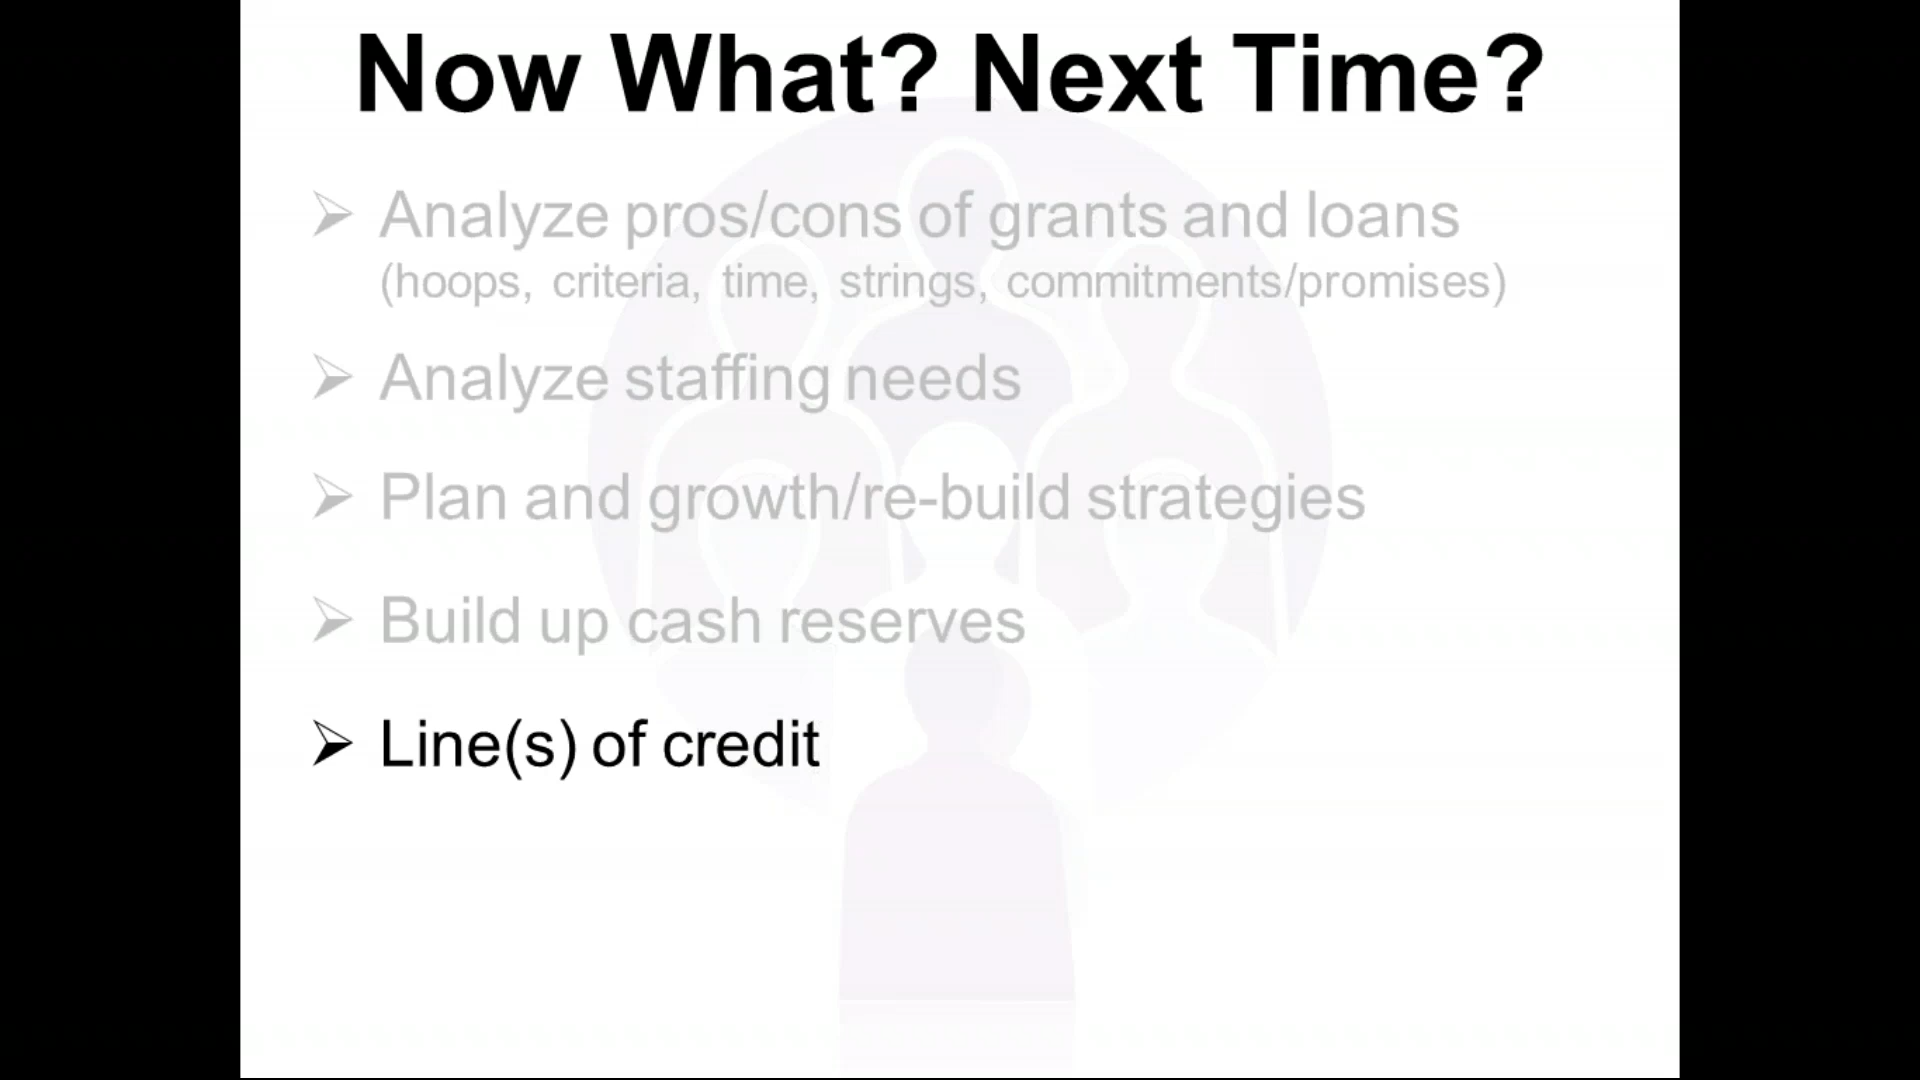 Now What? Next Time?
➢ Analyze pros/cons of grants and loans
(hoops, criteria, time, strings, commitments/promises)
➢ Analyze staffing needs
➢ Plan and growth/re-build strategies
➢ Build up cash reserves
➢ Line(s) of credit